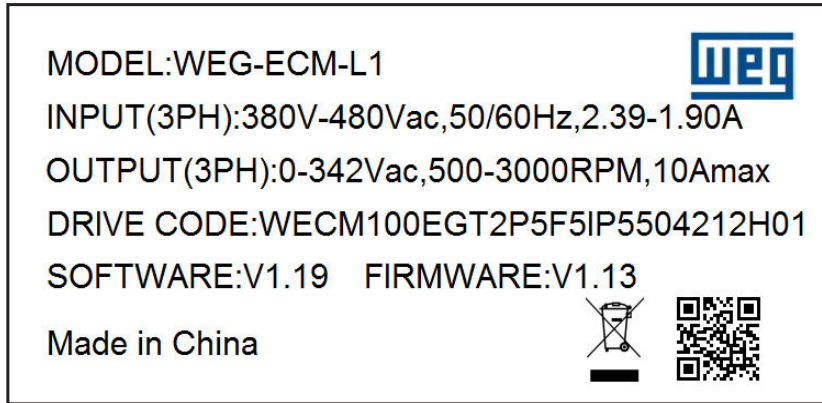 weg
MODEL:WEG-ECM-L1
INPUT(3PH):380V-480Vac,50/60Hz,2.39-1.90A
OUTPUT(3PH):0-342Vac,500-3000RPM,10Amax
DRIVE CODE:WECM100EGT2P5F5IP5504212H01
SOFTWARE:V1.19 FIRMWARE:V1.13
Made in China